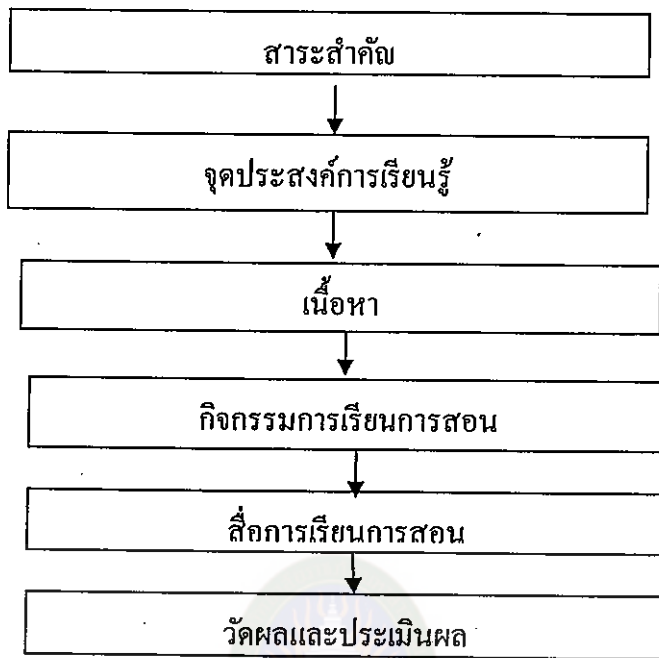 สาระสำคัญ
จุดประสงค์การเรียนรู้
เนื้อหา
กิจกรรมการเรียนการสอน
สื่อการเรียนการสอน
วัดผลและประเมินผล